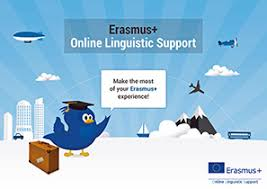 Erasmus+
Online Linguistic Support
Make the most
of your Erasmus+
experience!
Erasmus+
Online Linguistic Support